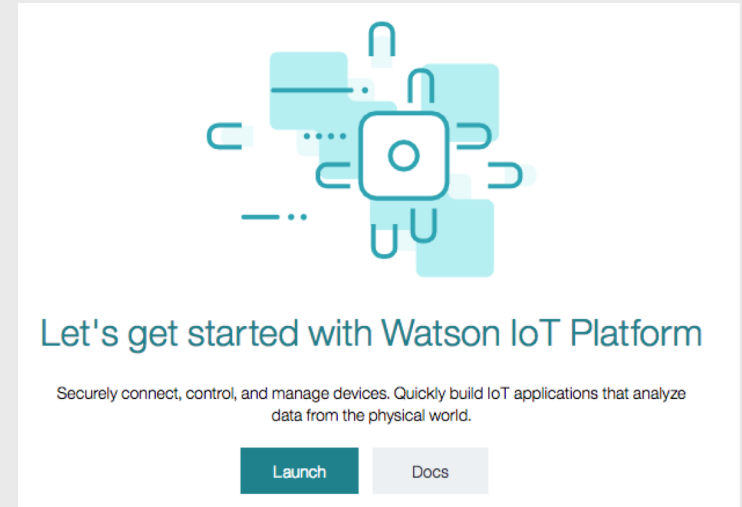 Let's get started with Watson IoT Platform
Securely connect, control, and manage devices. Quickly build IoT applications that analyze
data from the physical world.
Launch
Docs